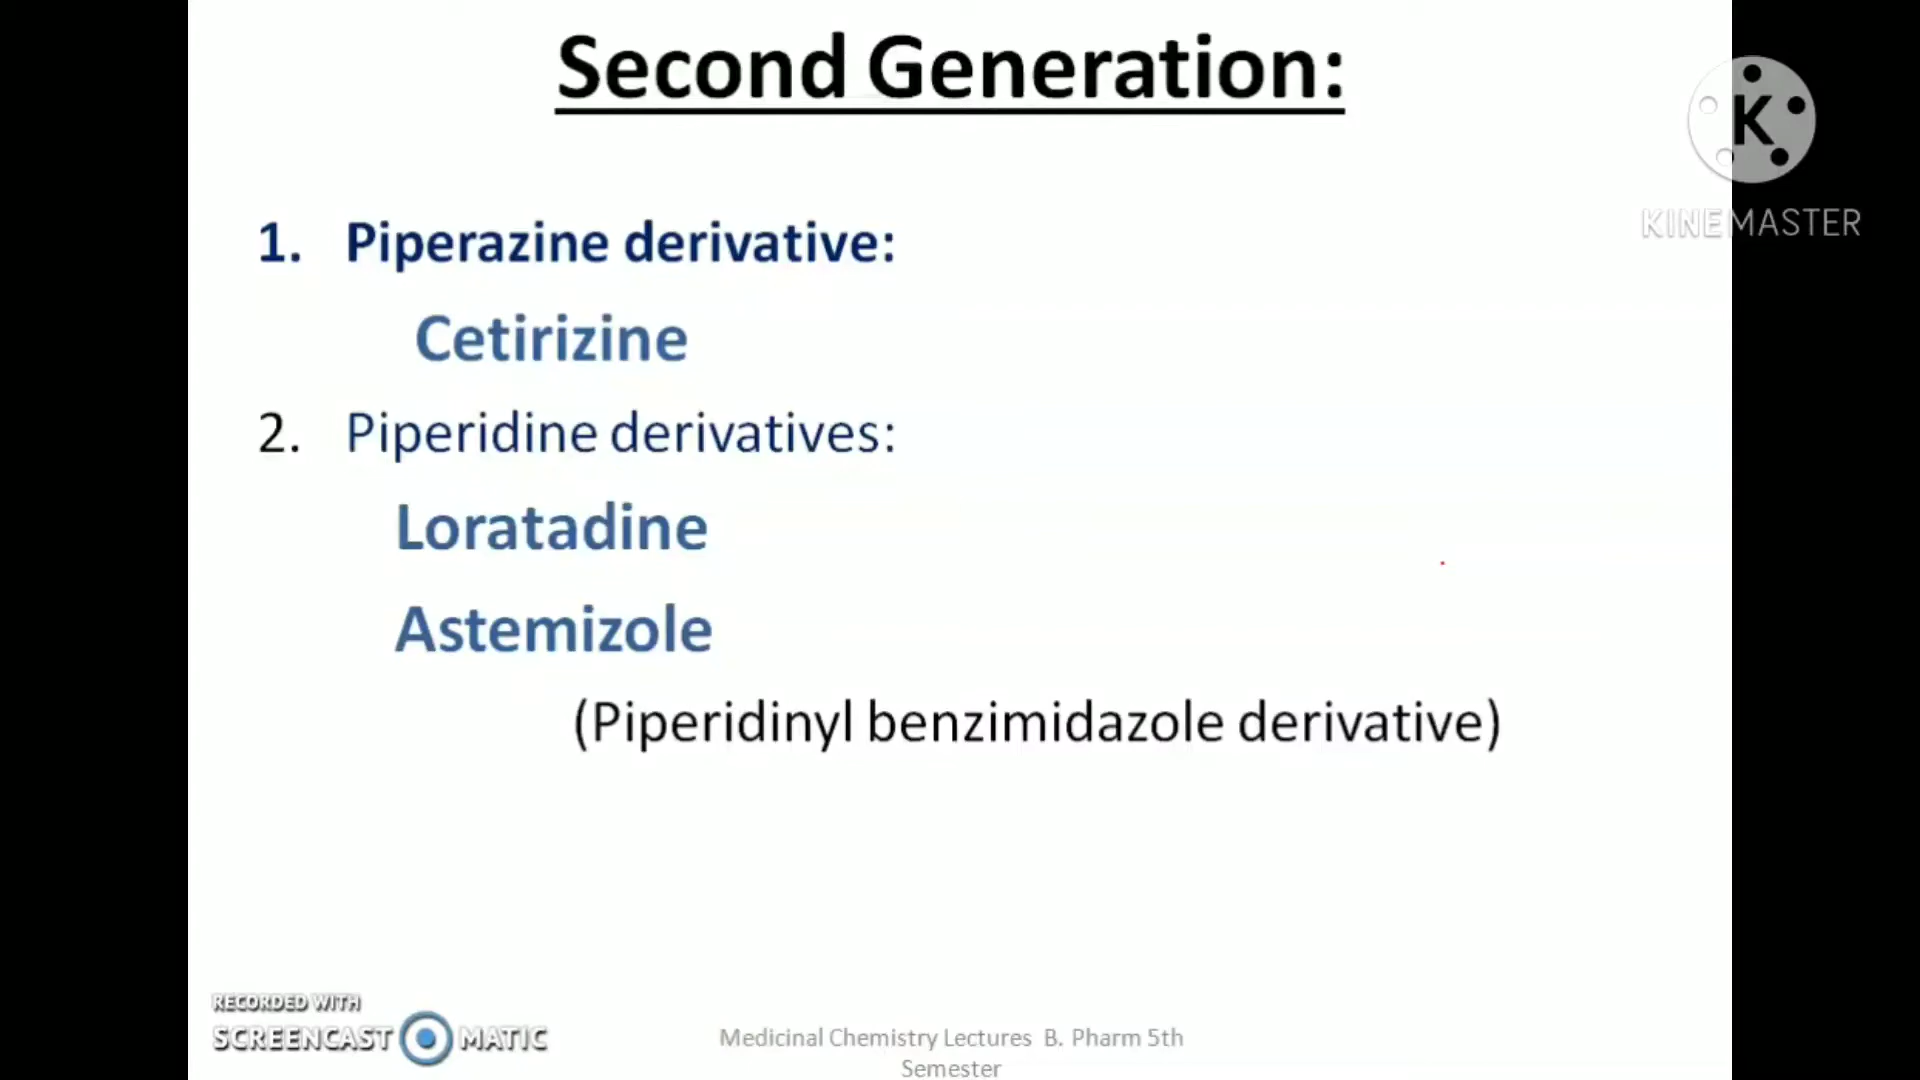 Second Generation:
K
KINEMASTER
1. Piperazine derivative:
Cetirizine
2. Piperidine derivatives:
Loratadine
Astemizole
(Piperidinyl benzimidazole derivative)
RECORDED WITH
SCREENCAST MATIC
Medicinal Chemistry Lectures B. Pharm 5th
Semester